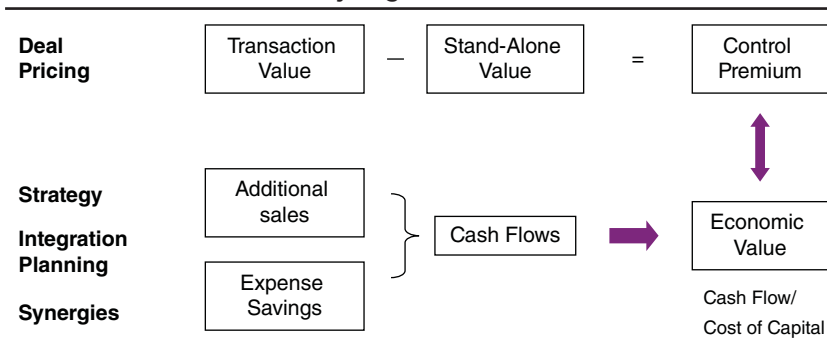 Deal
Pricing
Transaction
Value
—
Stand-Alone
Value
=
Control
Premium
Strategy
Integration
Planning
Synergies
Additional
sales
Expense
Savings
Cash Flows
Economic
Value
Cash Flow/
Cost of Capital